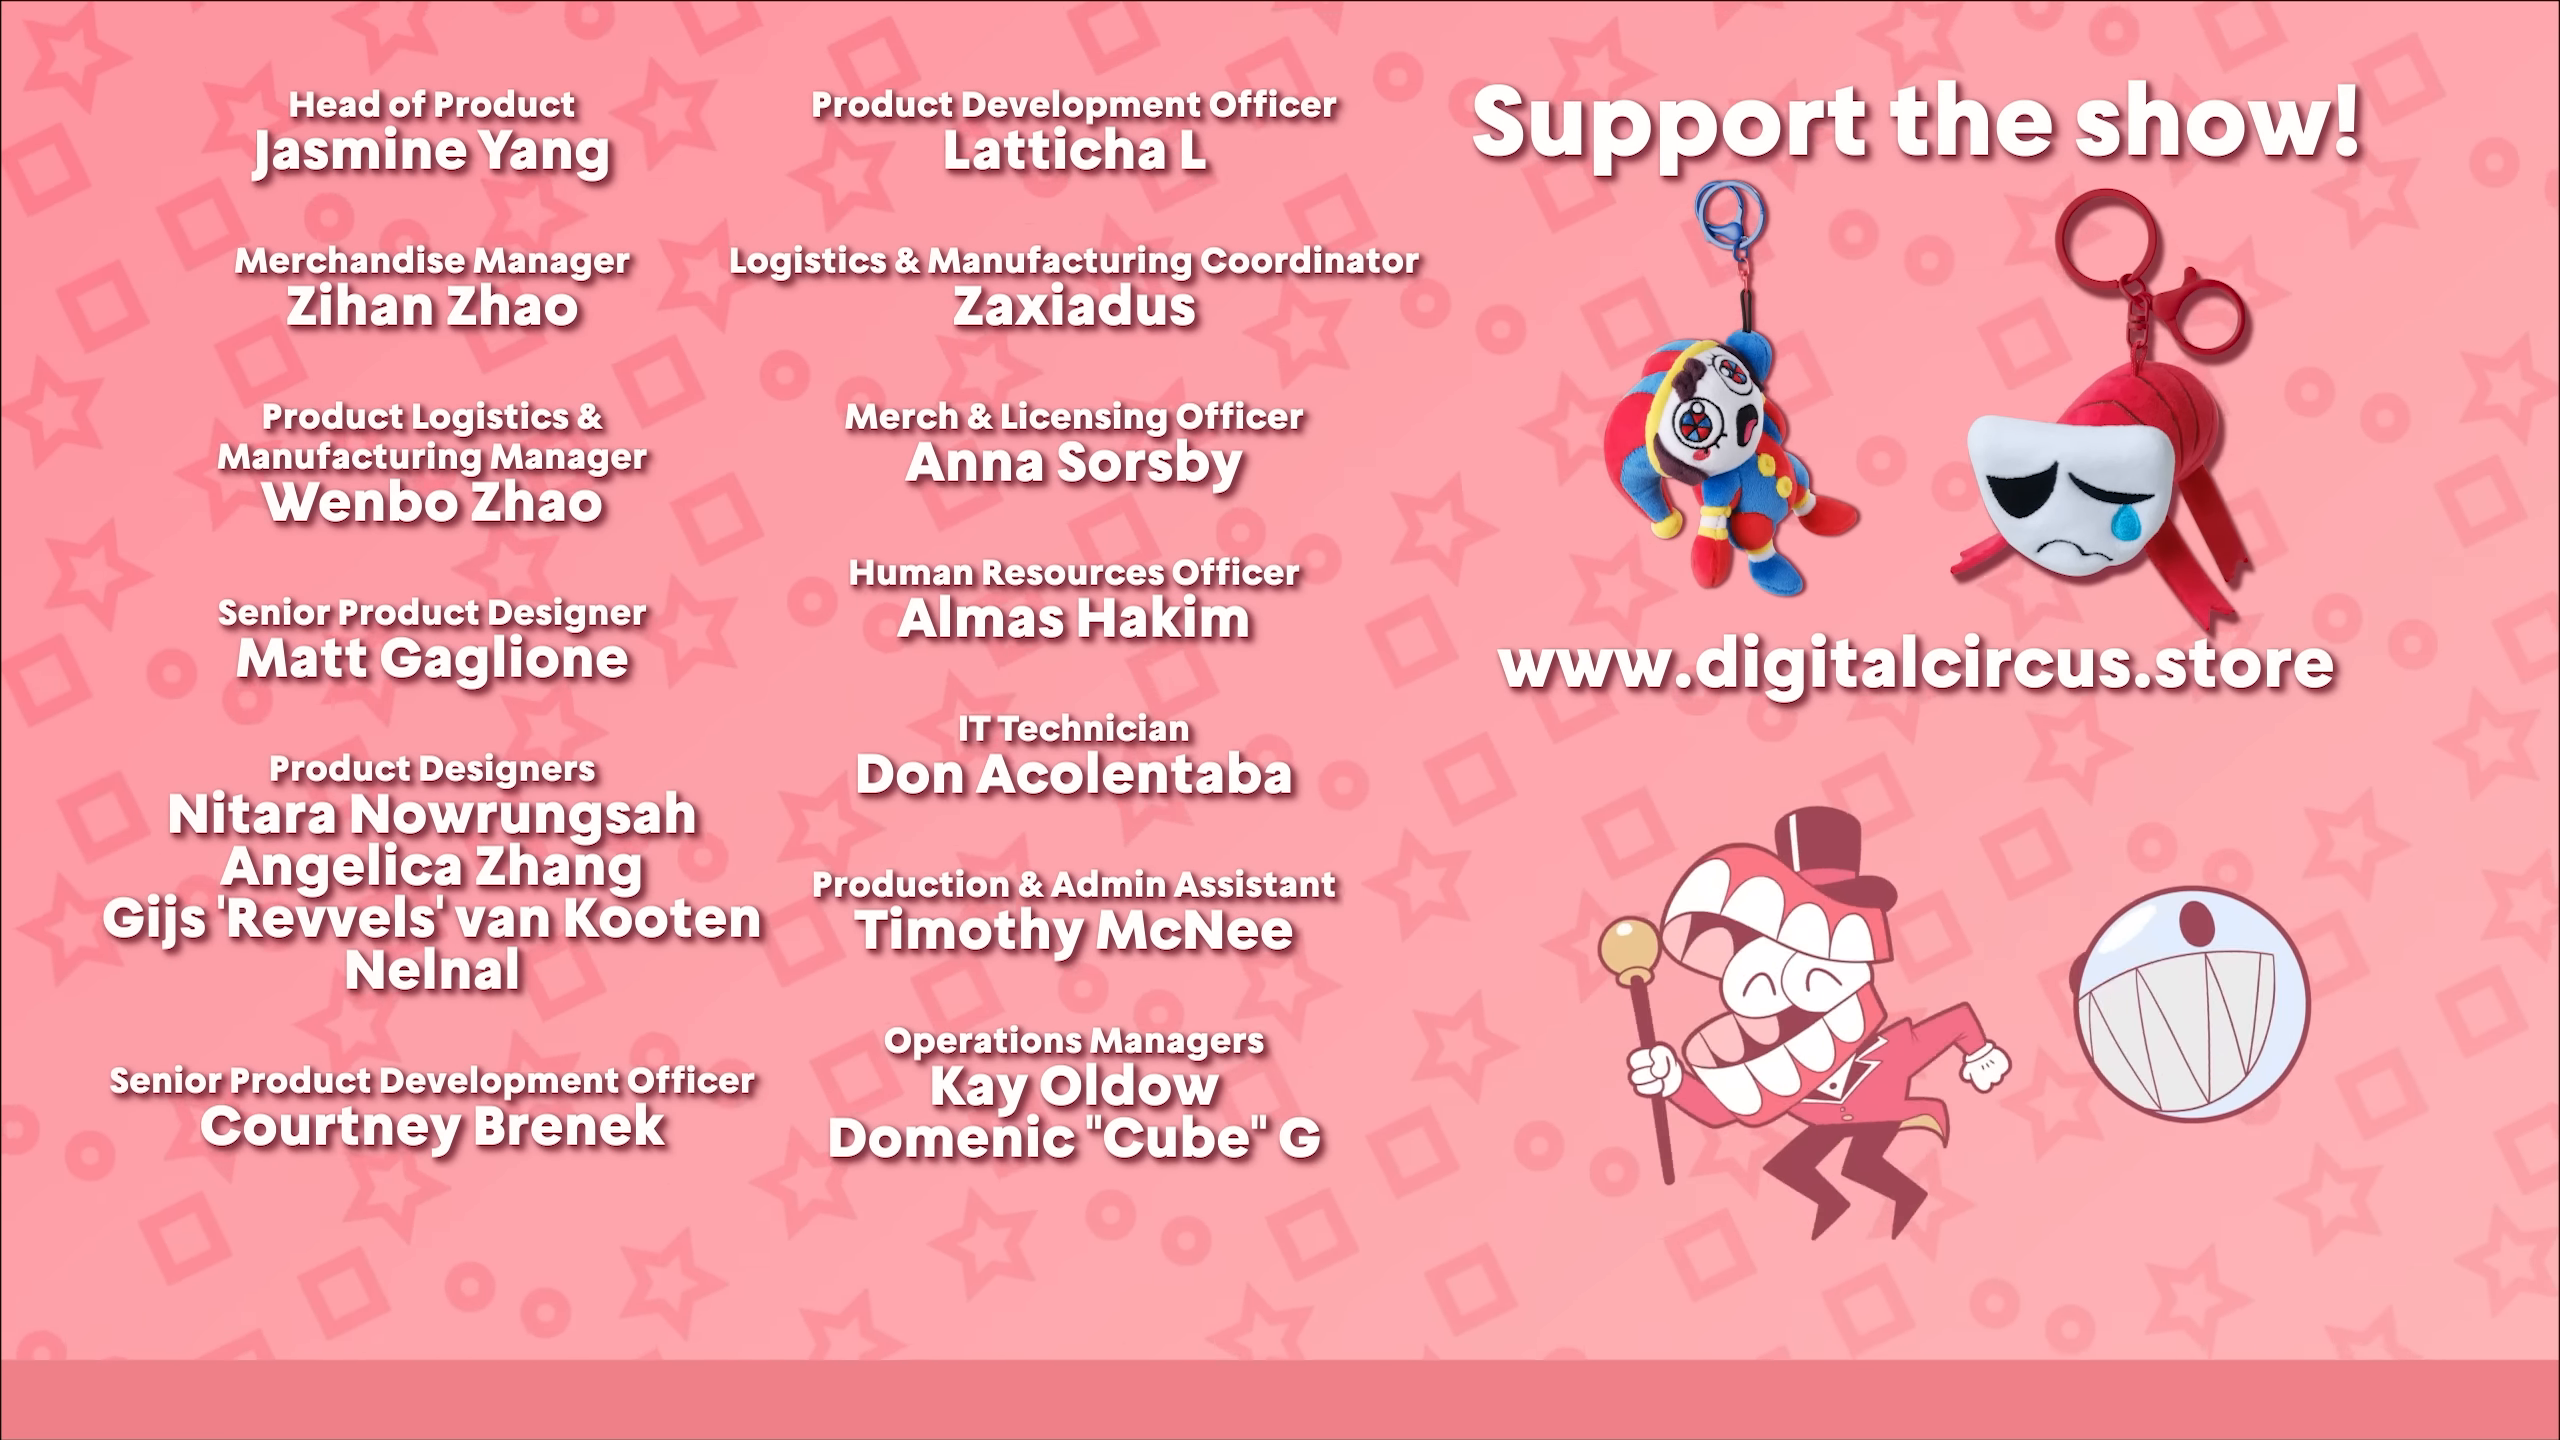 Head of Product
Jasmine Yang
Merchandise Manager
Zihan Zhao
Product Logistics &
Manufacturing Manager
Wenbo Zhao
Senior Product Designer
Matt Gaglione
Product Designers
Nitara Nowrungsah
Angelica Zhang
Gijs 'Revvels' van Kooten
Nelnal
Senior Product Development Officer
Courtney Brenek
Product Development Officer
Latticha L
Logistics & Manufacturing Coordinator
Zaxiadus
Merch & Licensing Officer
Anna Sorsby
Human Resources Officer
Almas Hakim
IT Technician
Don Acolentaba
Production & Admin Assistant
Timothy McNee
Operations Managers
Kay Oldow
Domenic "Cube" G
Support the show!
www.digitalcircus.store